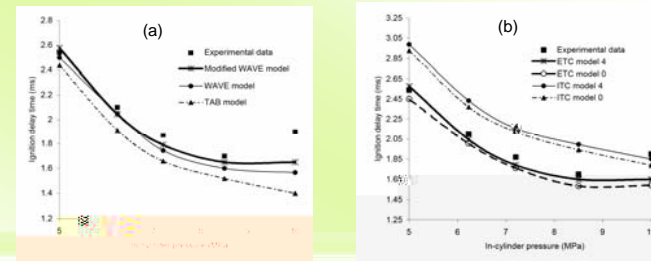 (a)
2.8
2.6
2.4
2.2
2
1.8
1.6
1.4
1.2
5
Ignition delay time (ms)
Experimental data
Modified WAVE model
WAVE model
TAB model
(b)
3.25
3.05
2.85
2.65
2.45
2.25
2.05
1.85
1.65
1.45
1.25
5
6
7
8
9
Ignition delay time (ms)
In-cylinder pressure (MPa)
Experimental data
ETC model 4
ETC model 0
ITC model 4
ITC model 0